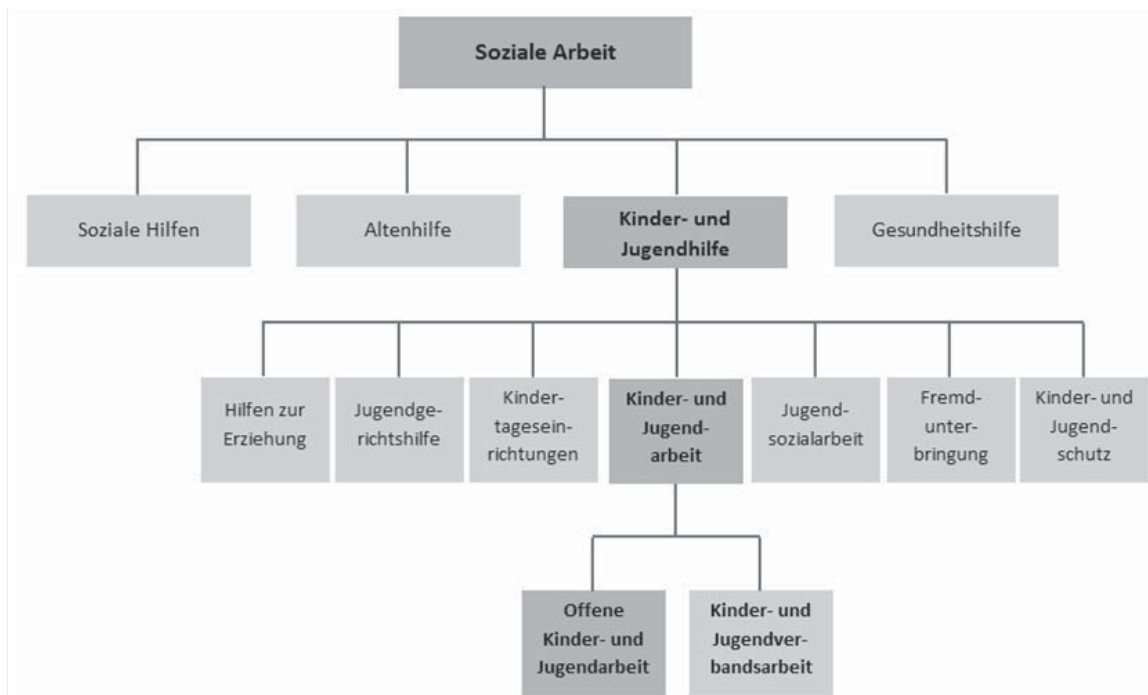 Soziale Arbeit
Soziale Hilfen
Altenhilfe
Kinder- und
Jugendhilfe
Gesundheitshilfe
Hilfen zur
Erziehung
Jugendge-
richtshilfe
Kinder-
tagesein-
richtungen
Kinder- und
Jugend-
arbeit
Jugend-
sozialarbeit
Fremd-
unter-
bringung
Kinder- und
Jugend-
schutz
Offene
Kinder- und
Jugendarbeit
Kinder- und
Jugendver-
bandsarbeit